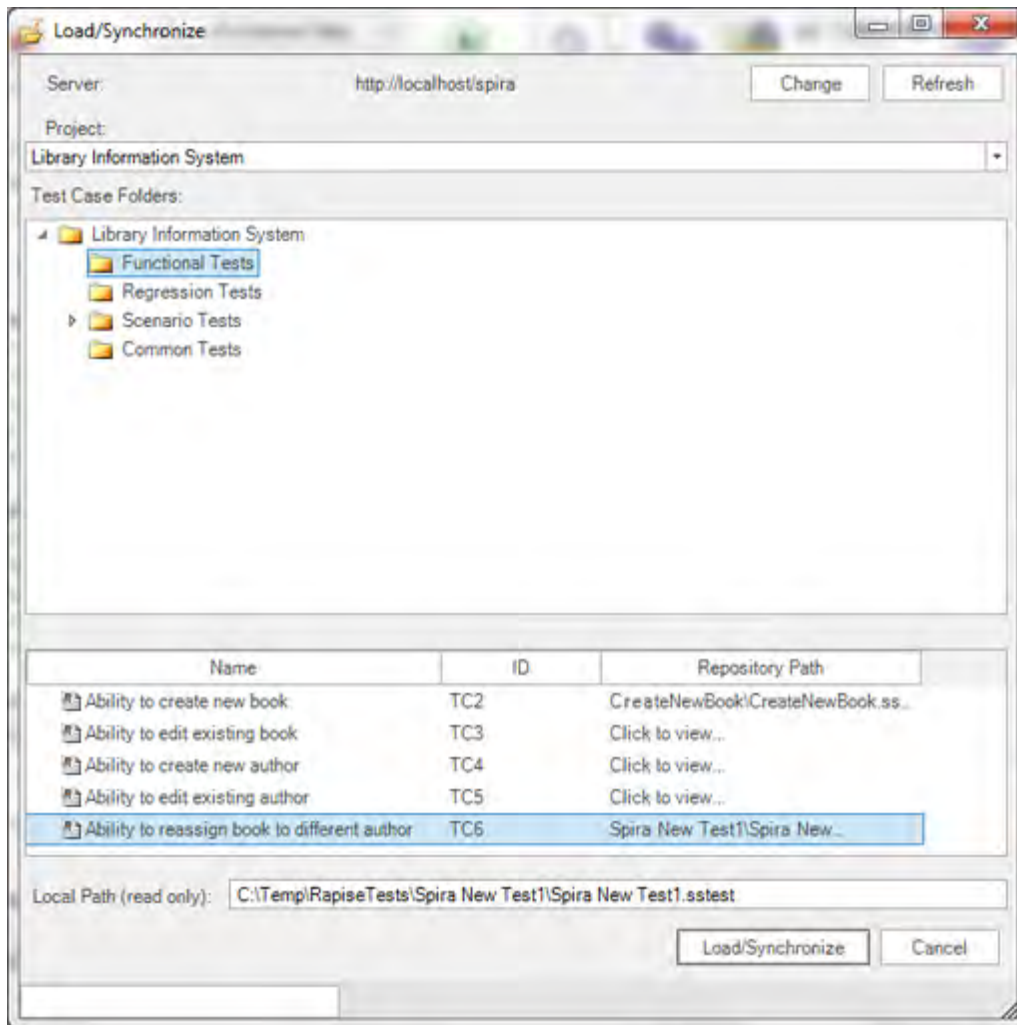 Load/Synchronize
Server: http://localhost/spira Change Refresh
Project:
Library Information System
Test Case Folders:
Library Information System
Functional Tests
Regression Tests
Scenario Tests
Common Tests
Name ID Repository Path
Ability to create new book TC2 CreateNewBook\CreateNewBook.ss...
Ability to edit existing book TC3 Click to view...
Ability to create new author TC4 Click to view...
Ability to edit existing author TC5 Click to view...
Ability to reassign book to different author TC6 Spira New Test1\Spira New...
Local Path (read only): C:\Temp\RapiseTests\Spira New Test1\Spira New Test1.sstest
Load/Synchronize Cancel